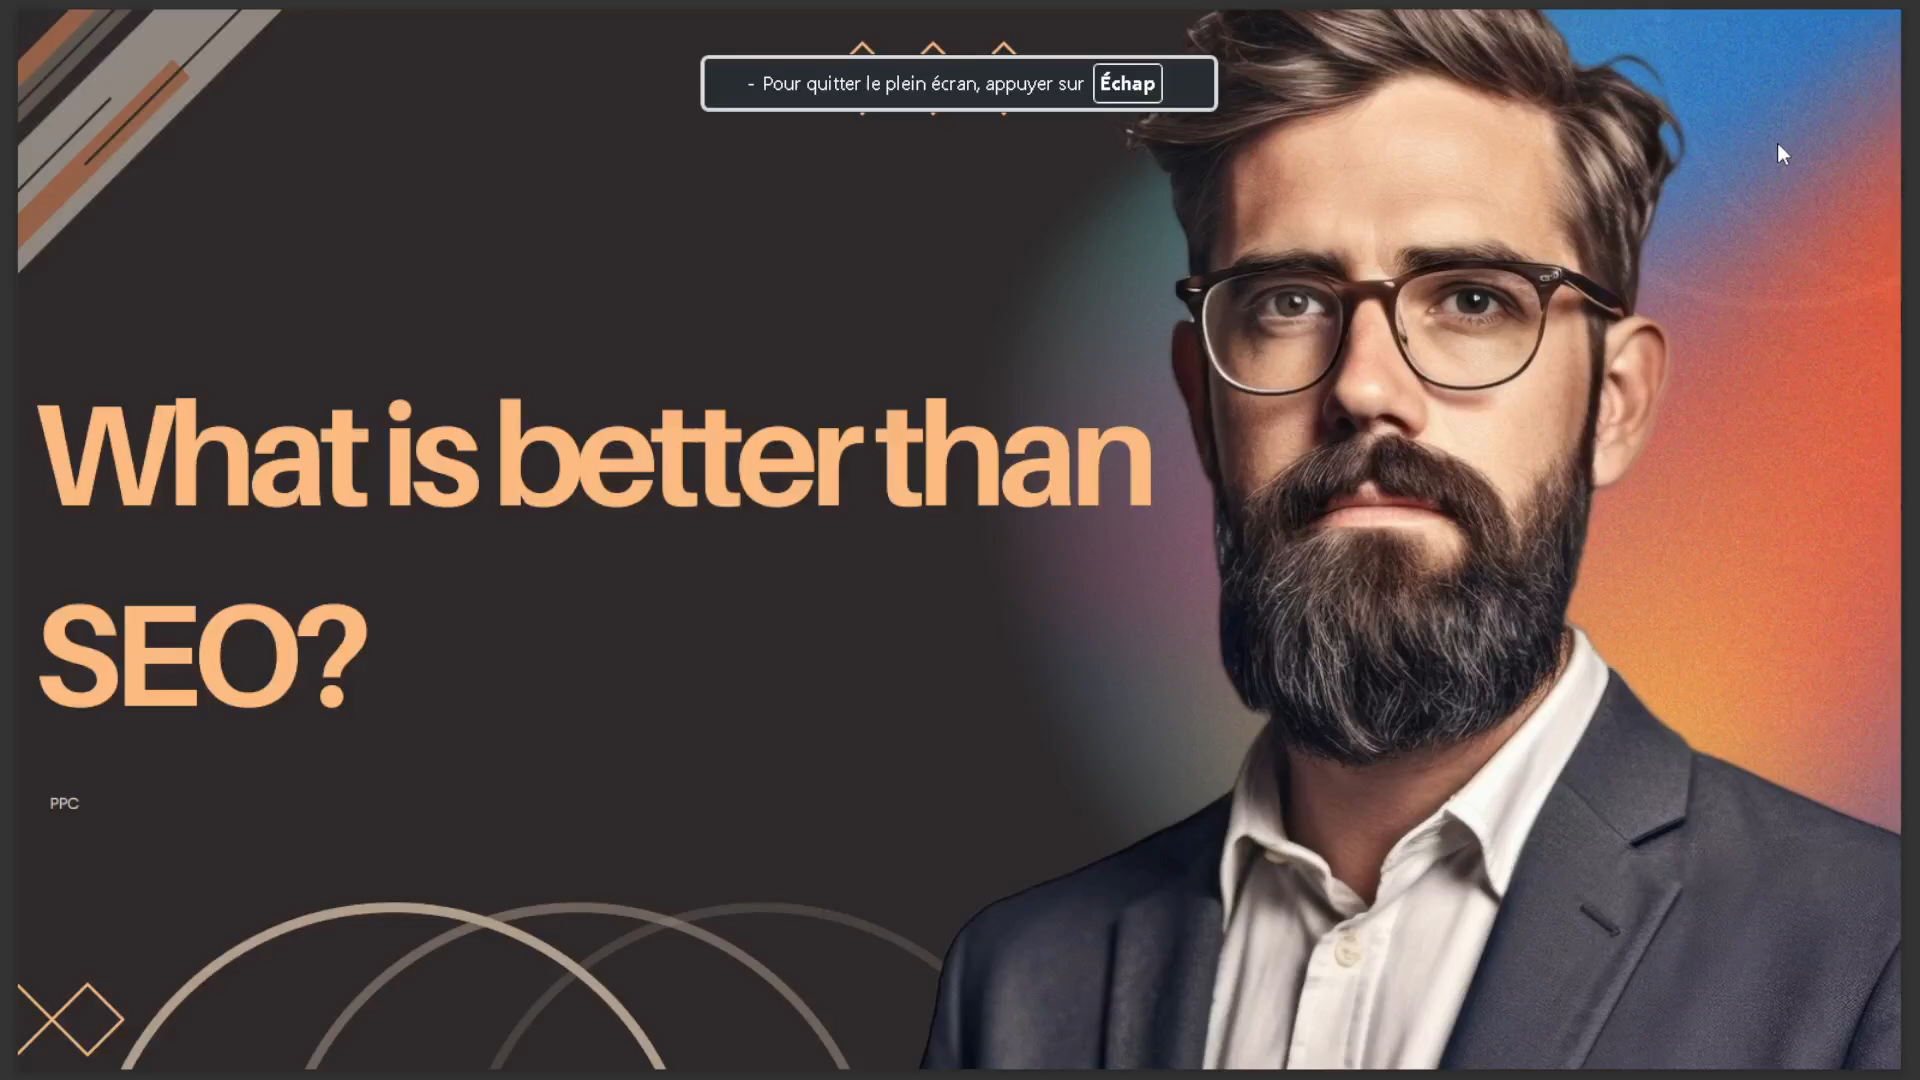 - Pour quitter le plein écran, appuyer sur Échap
What is better than
SEO?
PPC